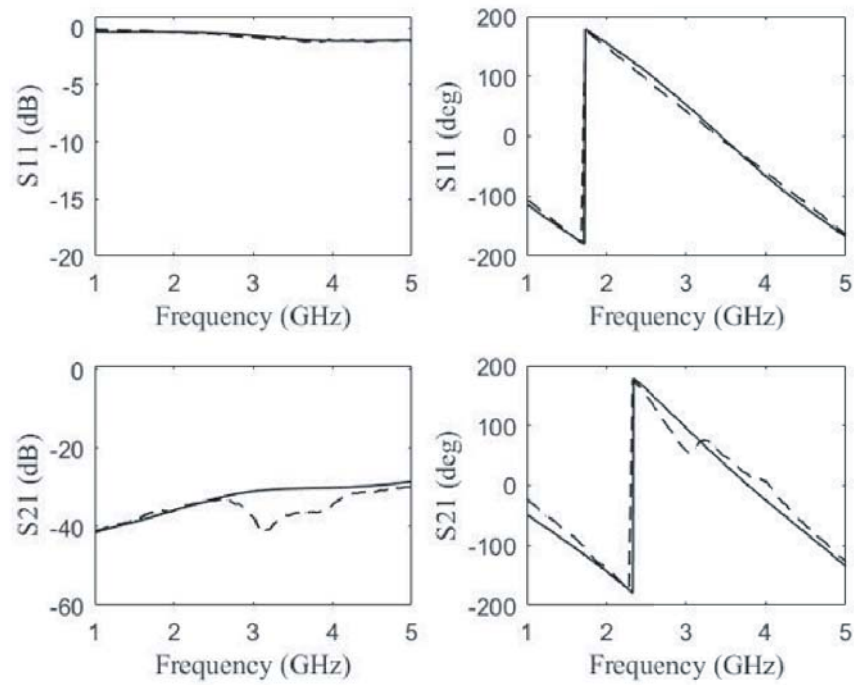 0
-5
-10
-15
-20
S11 (dB)
1 2 3 4 5
Frequency (GHz)
200
100
0
-100
-200
S11 (deg)
1 2 3 4 5
Frequency (GHz)
0
-20
-40
-60
S21 (dB)
1 2 3 4 5
Frequency (GHz)
200
100
0
-100
-200
S21 (deg)
1 2 3 4 5
Frequency (GHz)